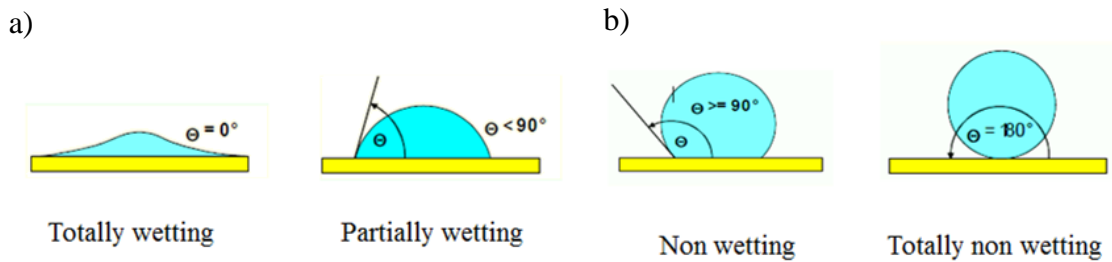 a)
b)
Θ = 0°
Θ < 90°
Θ
Θ >= 90°
Θ
Θ = 180°
Totally wetting
Partially wetting
Non wetting
Totally non wetting